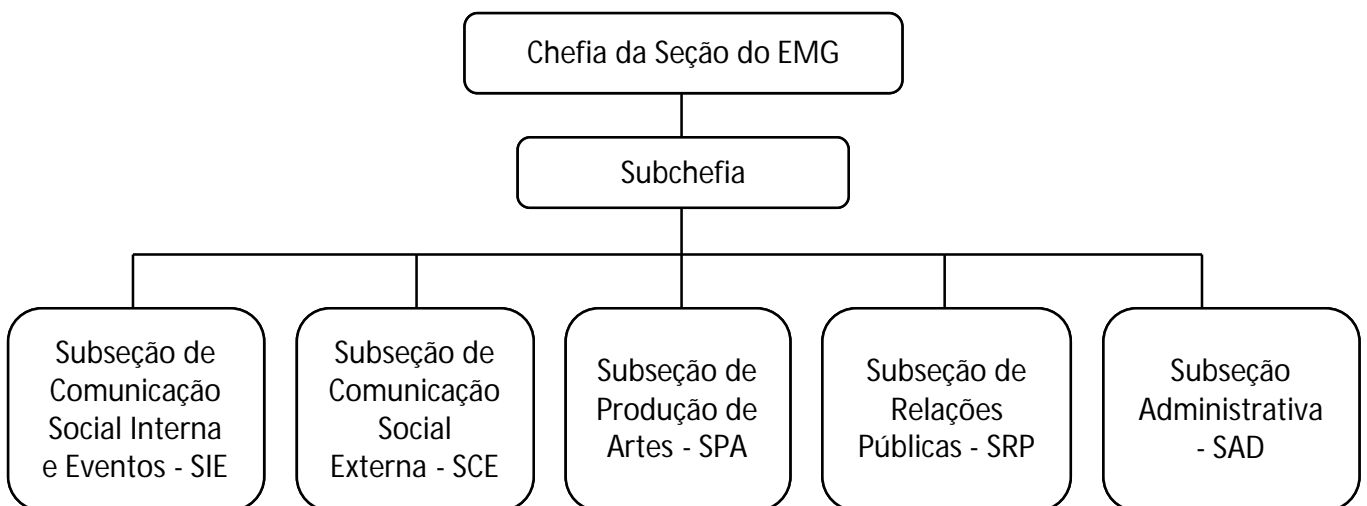 Chefia da Seção do EMG
Subchefia
Subseção de
Comunicação
Social Interna
e Eventos - SIE
Subseção de
Comunicação
Social
Externa - SCE
Subseção de
Produção de
Artes - SPA
Subseção de
Relações
Públicas - SRP
Subseção
Administrativa
- SAD